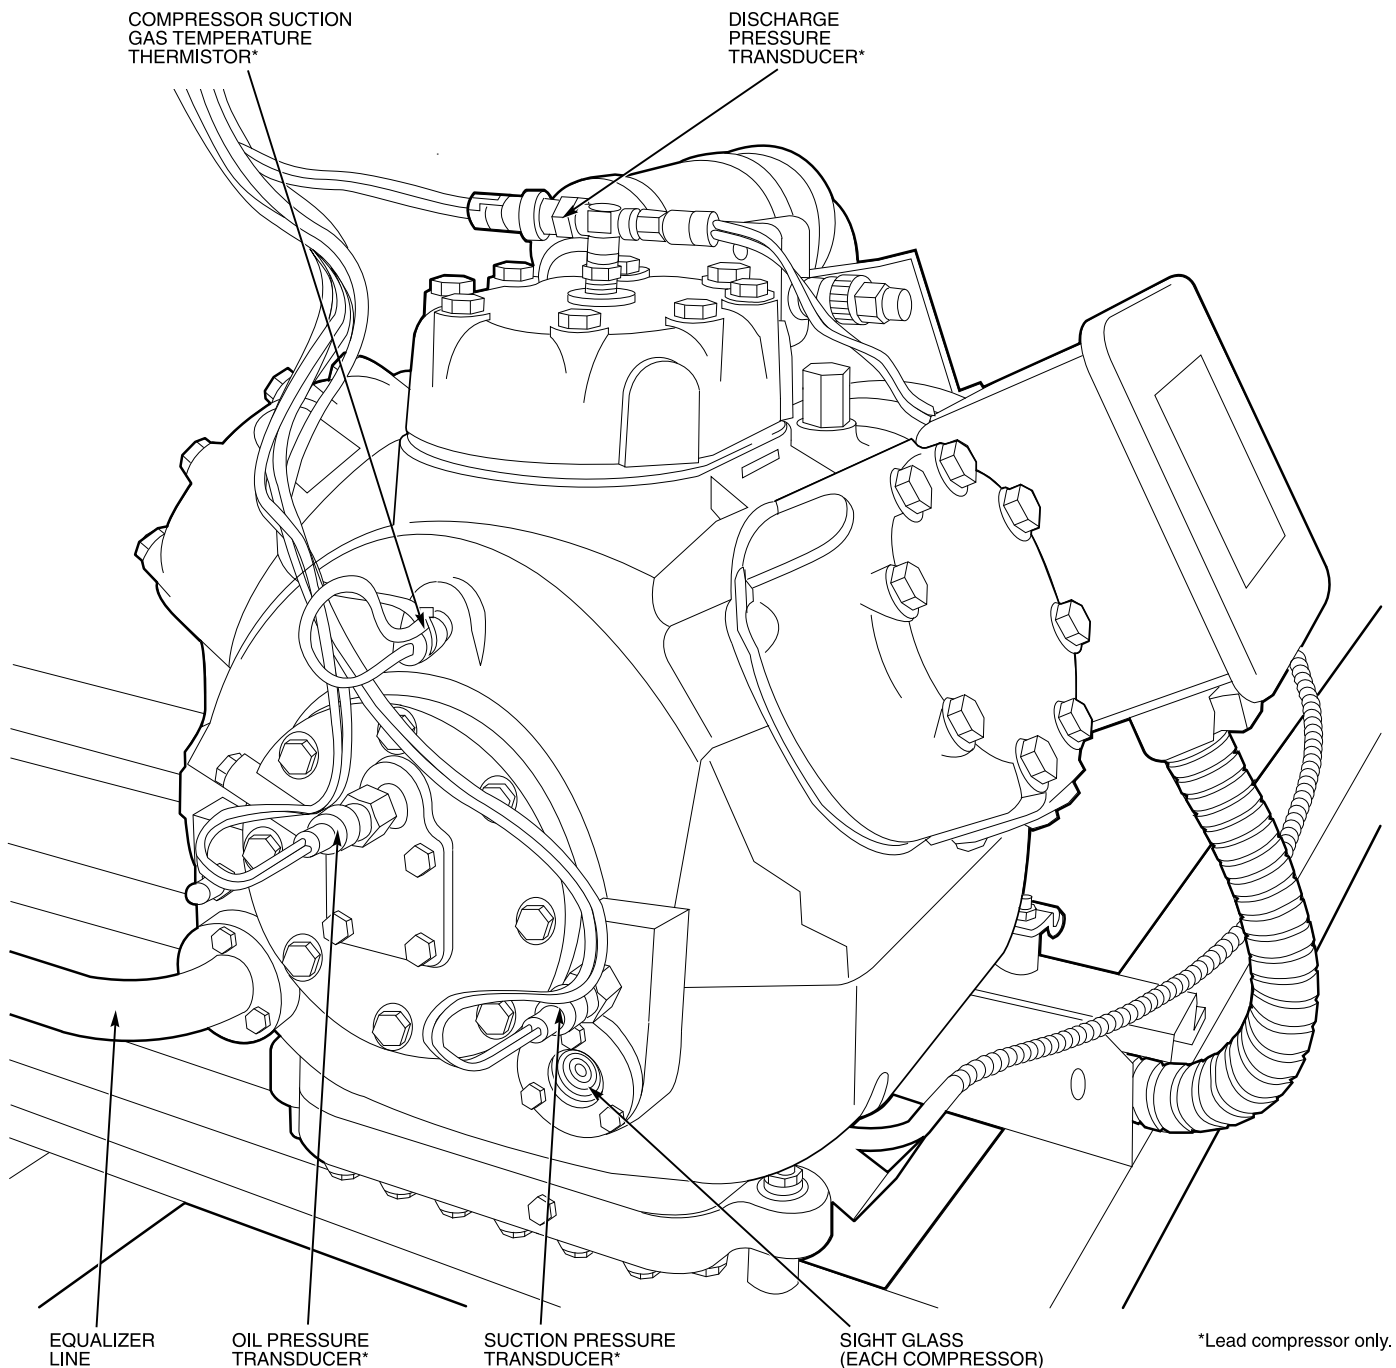 COMPRESSOR SUCTION
GAS TEMPERATURE
THERMISTOR*
DISCHARGE
PRESSURE
TRANSDUCER*
EQUALIZER
LINE
OIL PRESSURE
TRANSDUCER*
SUCTION PRESSURE
TRANSDUCER*
SIGHT GLASS
(EACH COMPRESSOR)
*Lead compressor only.